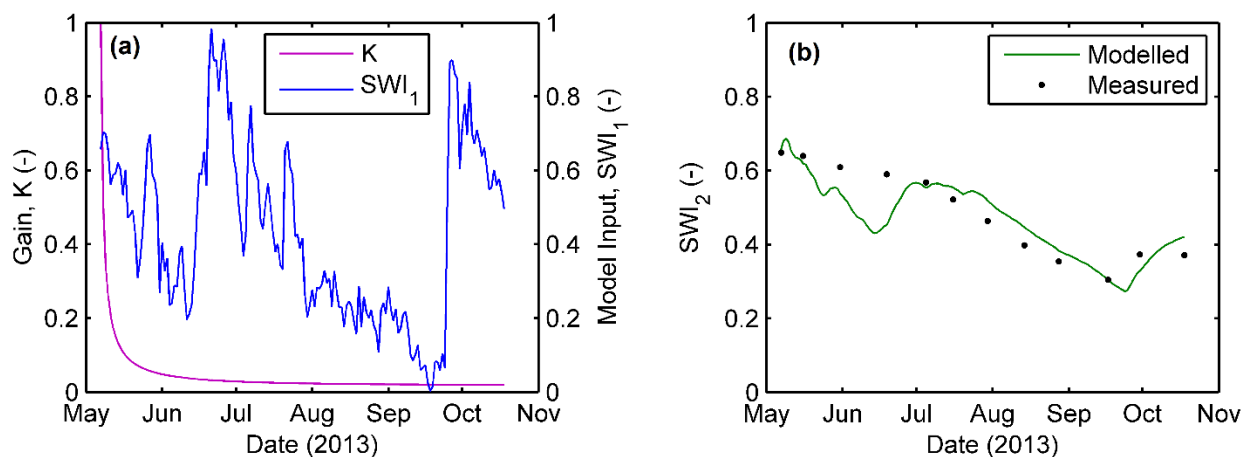 (a)
K
SWI₁
Gain, K (-)
Model Input, SWI₁ (-)
1
0.8
0.6
0.4
0.2
0
1
0.8
0.6
0.4
0.2
0
May Jun Jul Aug Sep Oct Nov
Date (2013)
(b)
Modelled
Measured
SWI₂ (-)
1
0.8
0.6
0.4
0.2
0
May Jun Jul Aug Sep Oct Nov
Date (2013)